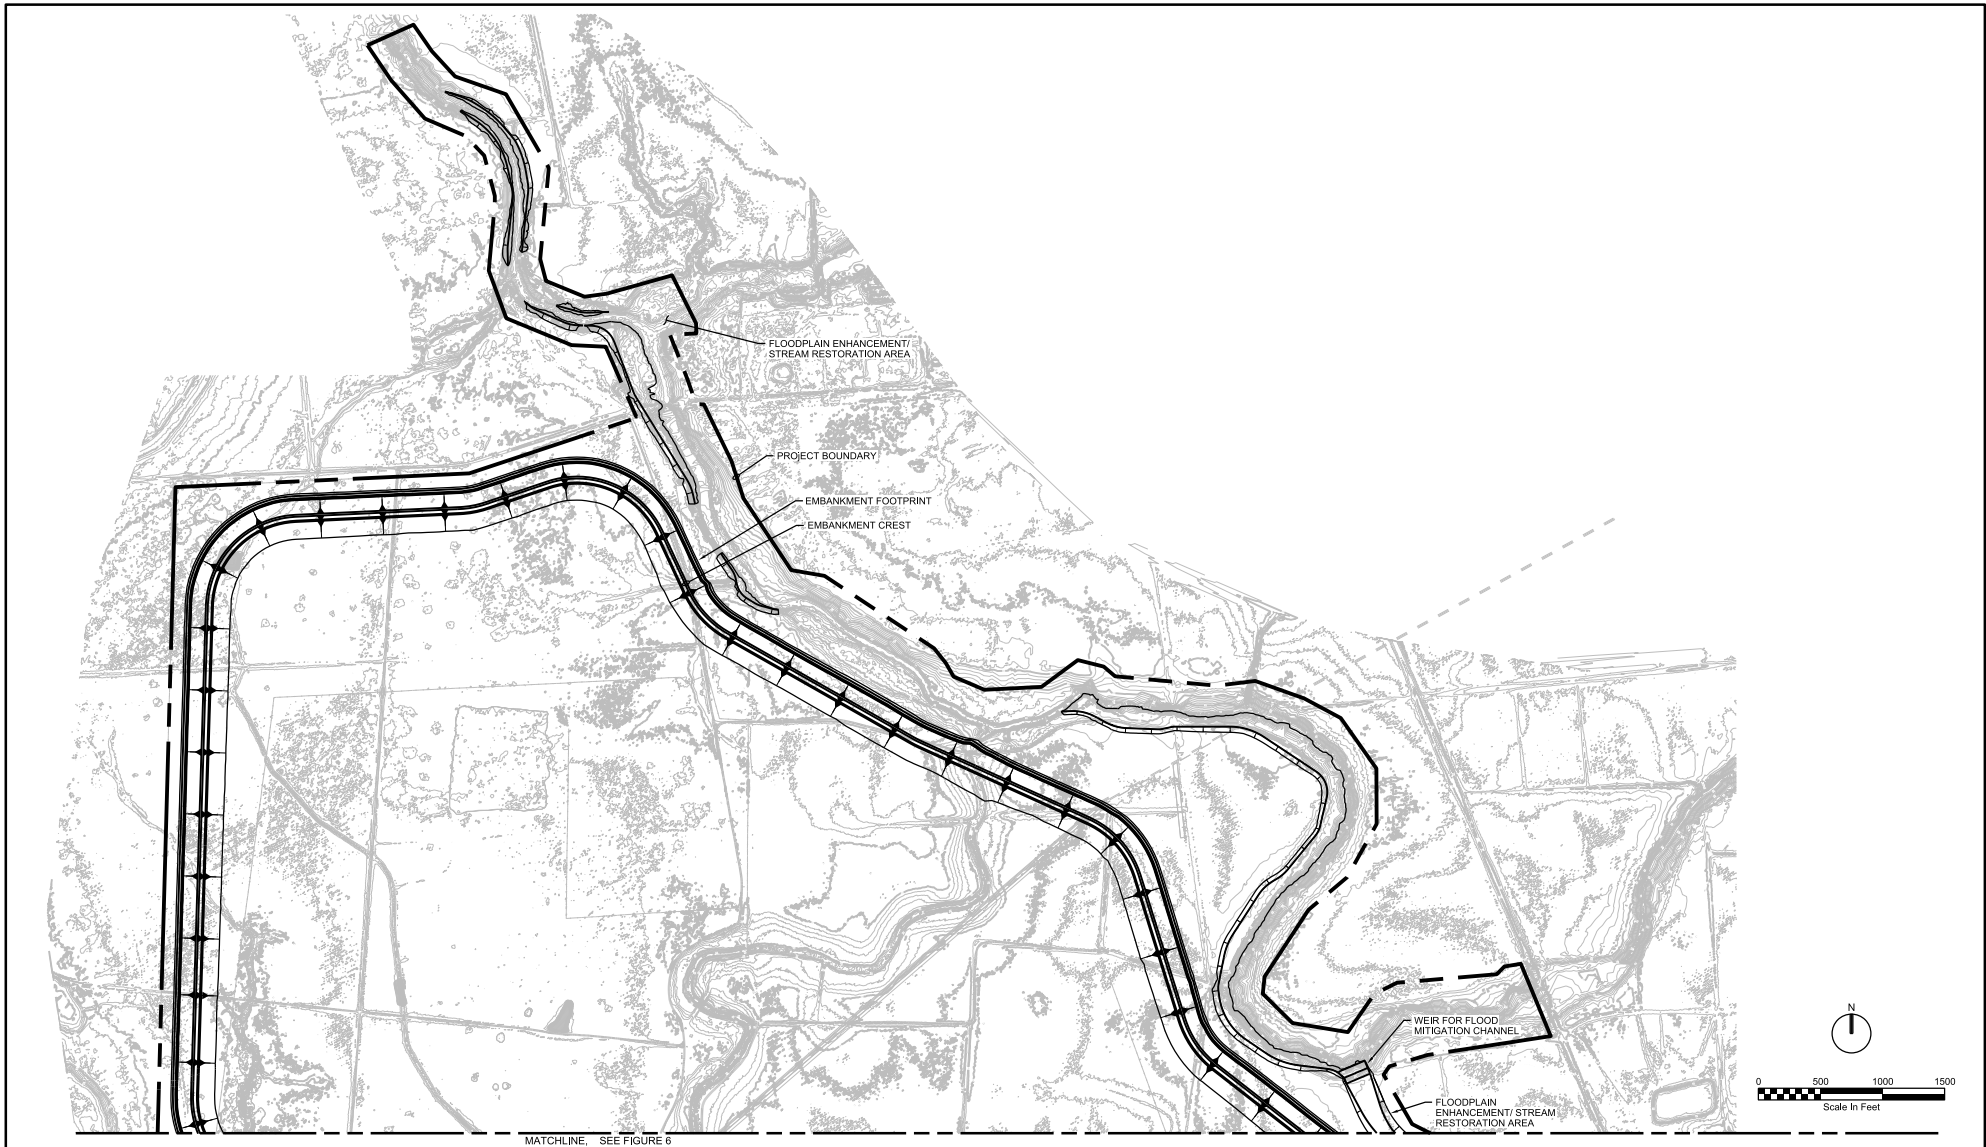 FLOODPLAIN ENHANCEMENT/
STREAM RESTORATION AREA
PROJECT BOUNDARY
EMBANKMENT FOOTPRINT
EMBANKMENT CREST
WEIR FOR FLOOD
MITIGATION CHANNEL
N
0 500 1000 1500
Scale In Feet
FLOODPLAIN
ENHANCEMENT/ STREAM
RESTORATION AREA
MATCHLINE, SEE FIGURE 6